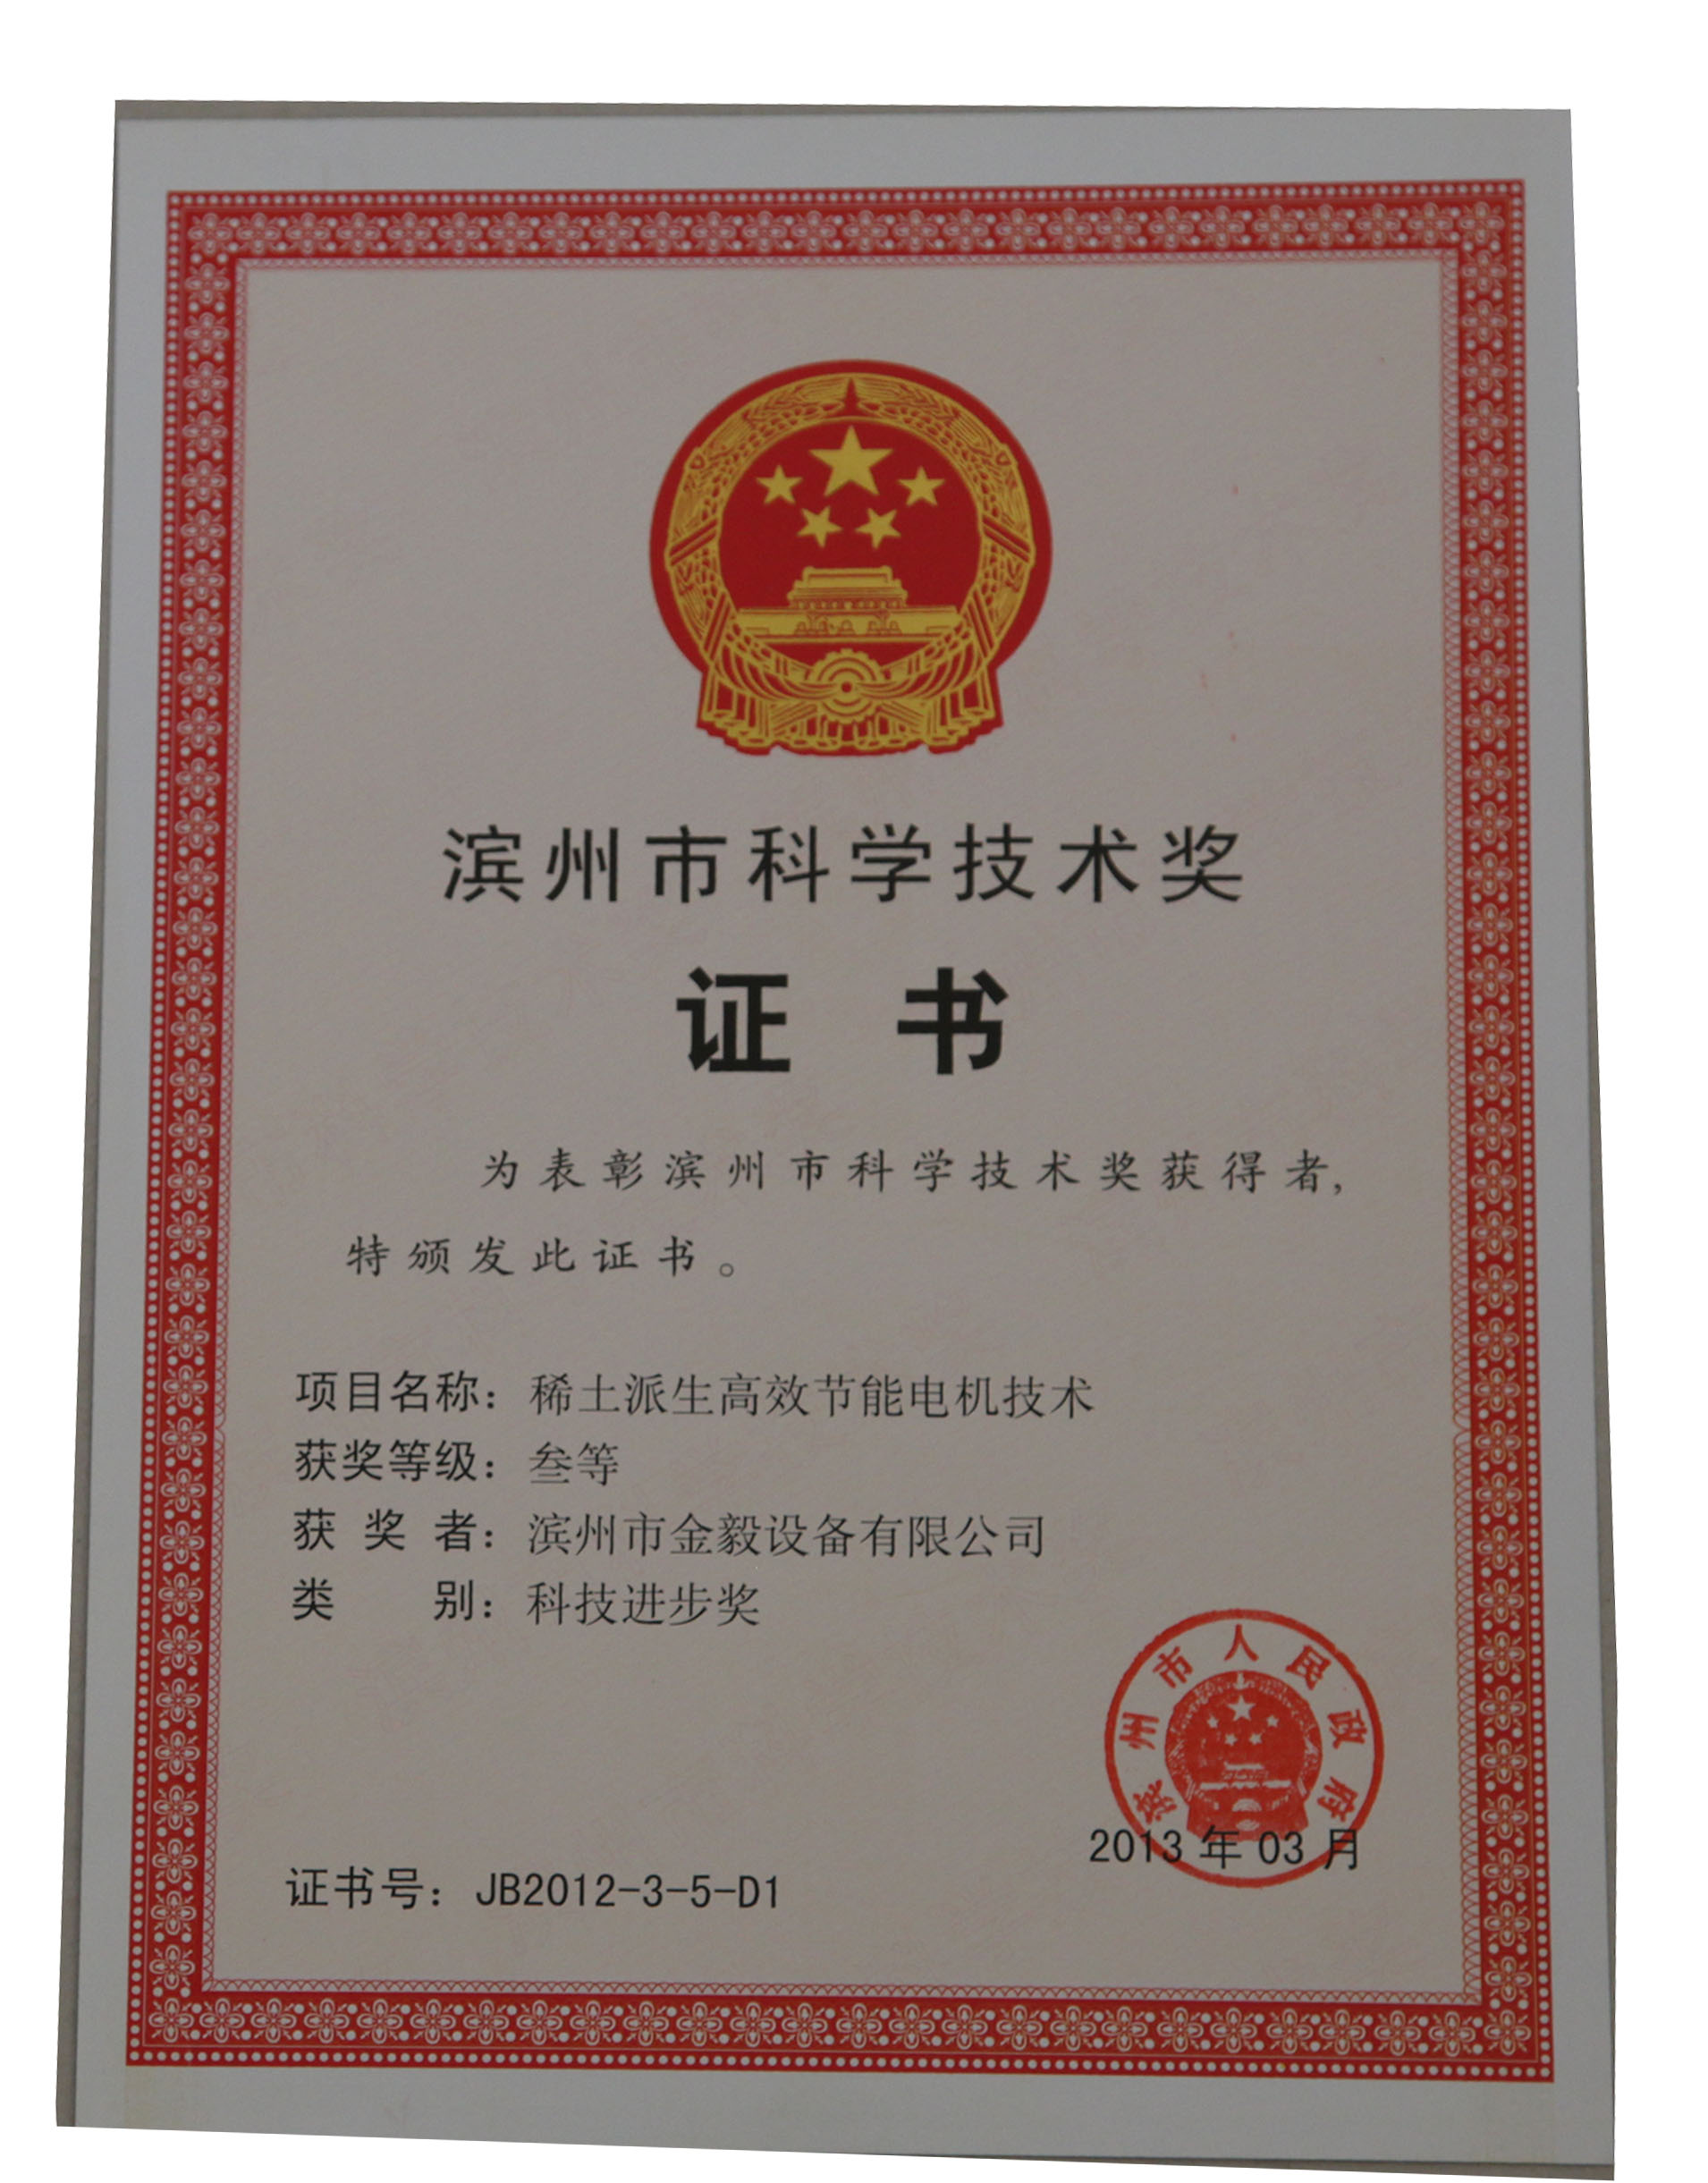 滨州市科学技术奖
证书
为表彰滨州市科学技术奖获得者,
特颁发此证书。
项目名称：稀土派生高效节能电机技术
获奖等级：叁等
获奖者：滨州市金毅设备有限公司
类别：科技进步奖
滨州市人民政府
2013年03月
证书号：JB2012-3-5-D1